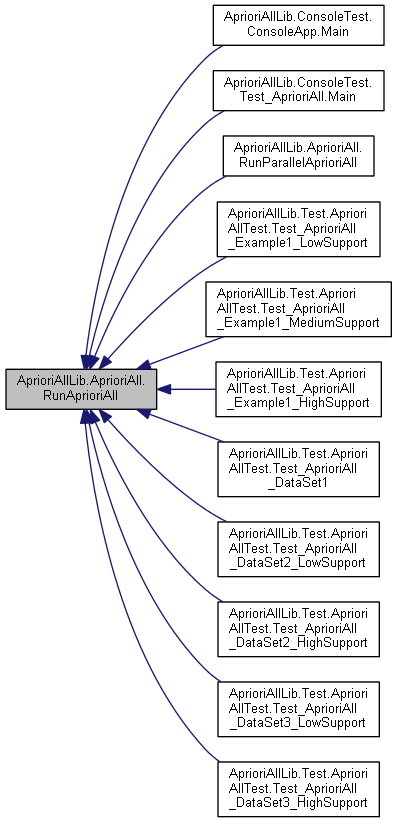 AprioriAllLib.ConsoleTest.
ConsoleApp.Main
AprioriAllLib.ConsoleTest.
Test_AprioriAll.Main
AprioriAllLib.AprioriAll.
RunParallelAprioriAll
AprioriAllLib.Test.Apriori
AllTest.Test_AprioriAll
_Example1_LowSupport
AprioriAllLib.Test.Apriori
AllTest.Test_AprioriAll
_Example1_MediumSupport
AprioriAllLib.AprioriAll.
RunAprioriAll
AprioriAllLib.Test.Apriori
AllTest.Test_AprioriAll
_Example1_HighSupport
AprioriAllLib.Test.Apriori
AllTest.Test_AprioriAll
_DataSet1
AprioriAllLib.Test.Apriori
AllTest.Test_AprioriAll
_DataSet2_LowSupport
AprioriAllLib.Test.Apriori
AllTest.Test_AprioriAll
_DataSet2_HighSupport
AprioriAllLib.Test.Apriori
AllTest.Test_AprioriAll
_DataSet3_LowSupport
AprioriAllLib.Test.Apriori
AllTest.Test_AprioriAll
_DataSet3_HighSupport